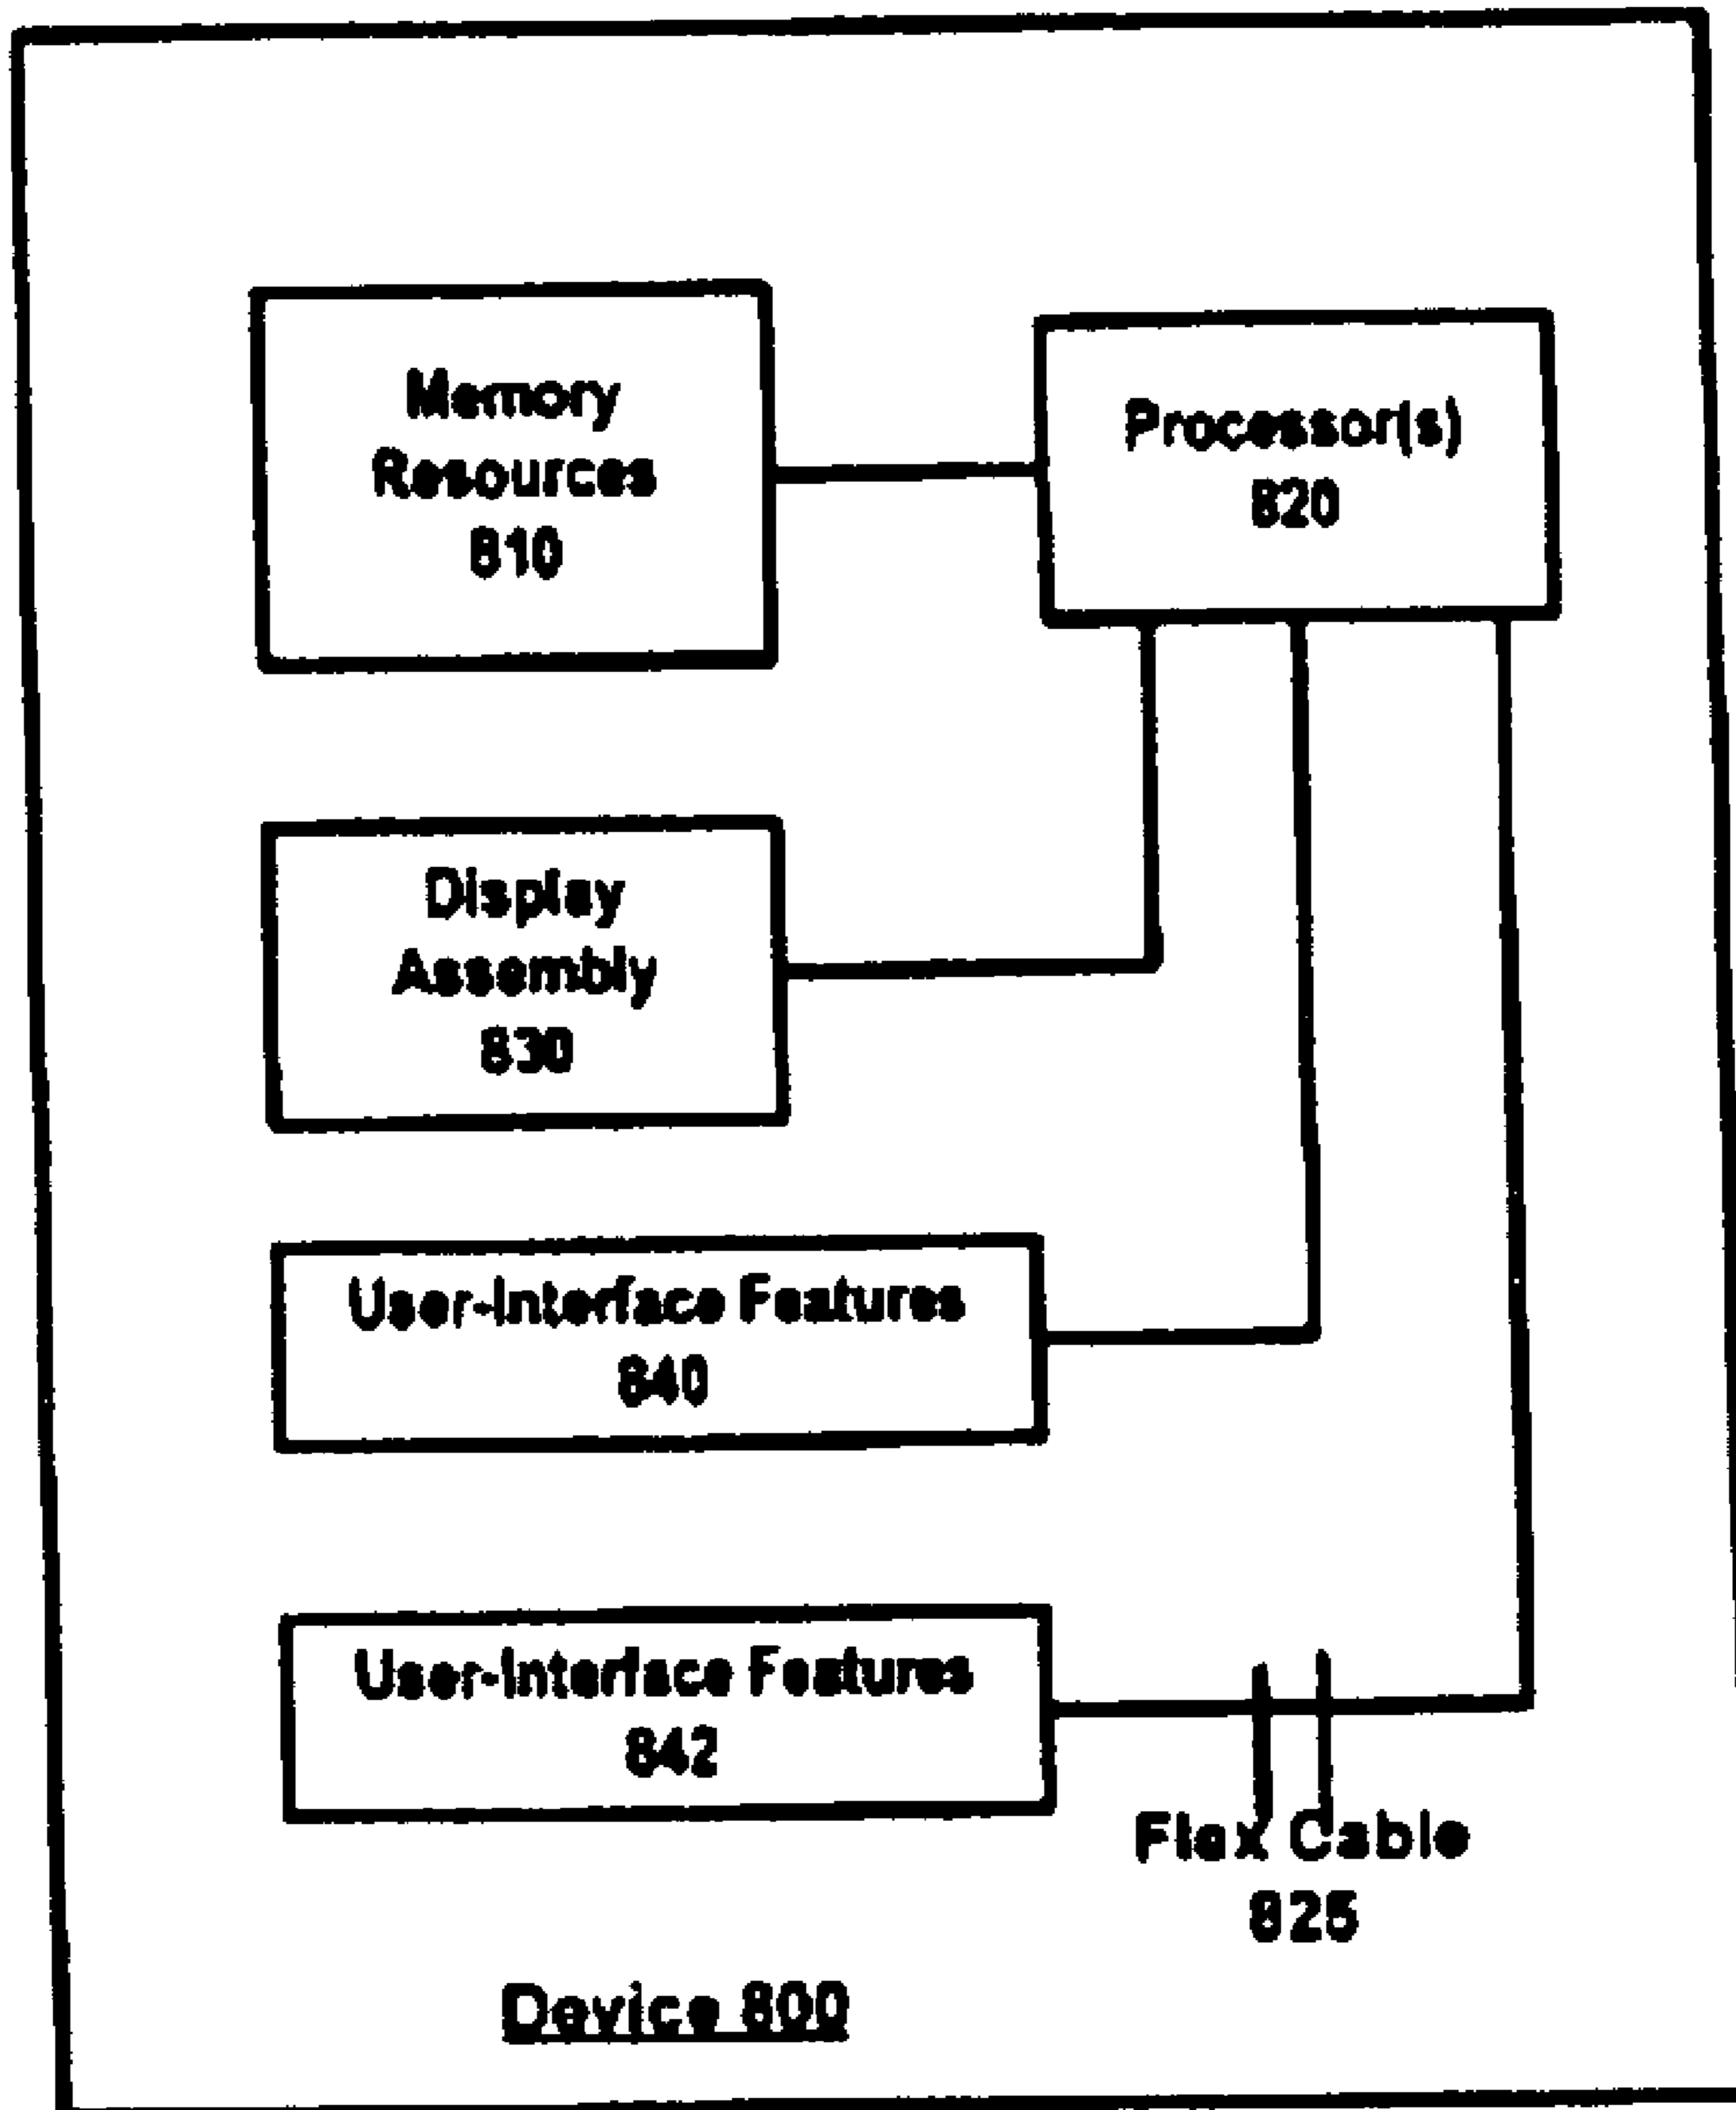 Memory
Resources
810
Processor(s)
820
Display
Assembly
830
User-Interface Features
840
User-Interface Features
842
Flex Cable
825
Device 800